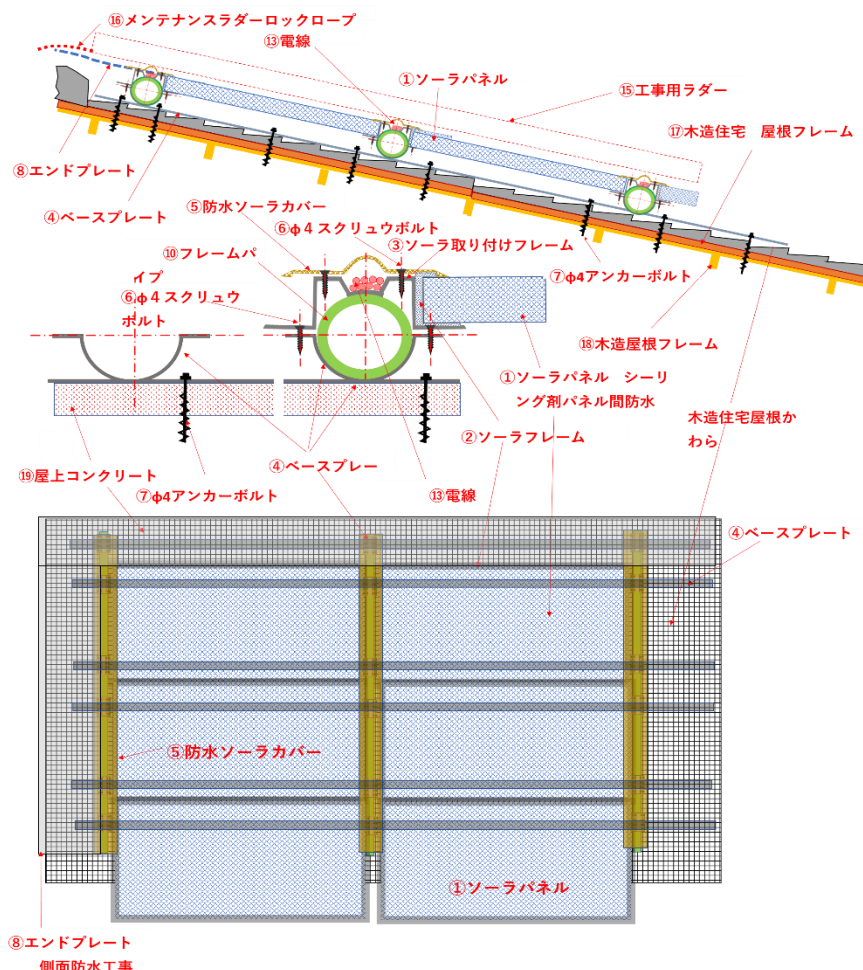 ⑯メンテナンスラダーロックロープ
⑬電線
①ソーラパネル
⑮工事用ラダー
⑰木造住宅　屋根フレーム
⑧エンドプレート
④ベースプレート
⑤防水ソーラカバー
⑥φ４スクリュウボルト
③ソーラ取り付けフレーム
⑩フレームパ
イプ
⑦φ4アンカーボルト
⑥φ４スクリュウ
ボルト
⑱木造屋根フレーム
①ソーラパネル　シーリ
ング剤パネル間防水
木造住宅屋根か
わら
②ソーラフレーム
④ベースプレー
⑲屋上コンクリート
⑦φ4アンカーボルト
⑬電線
④ベースプレート
⑤防水ソーラカバー
①ソーラパネル
⑧エンドプレート
側面防水工事